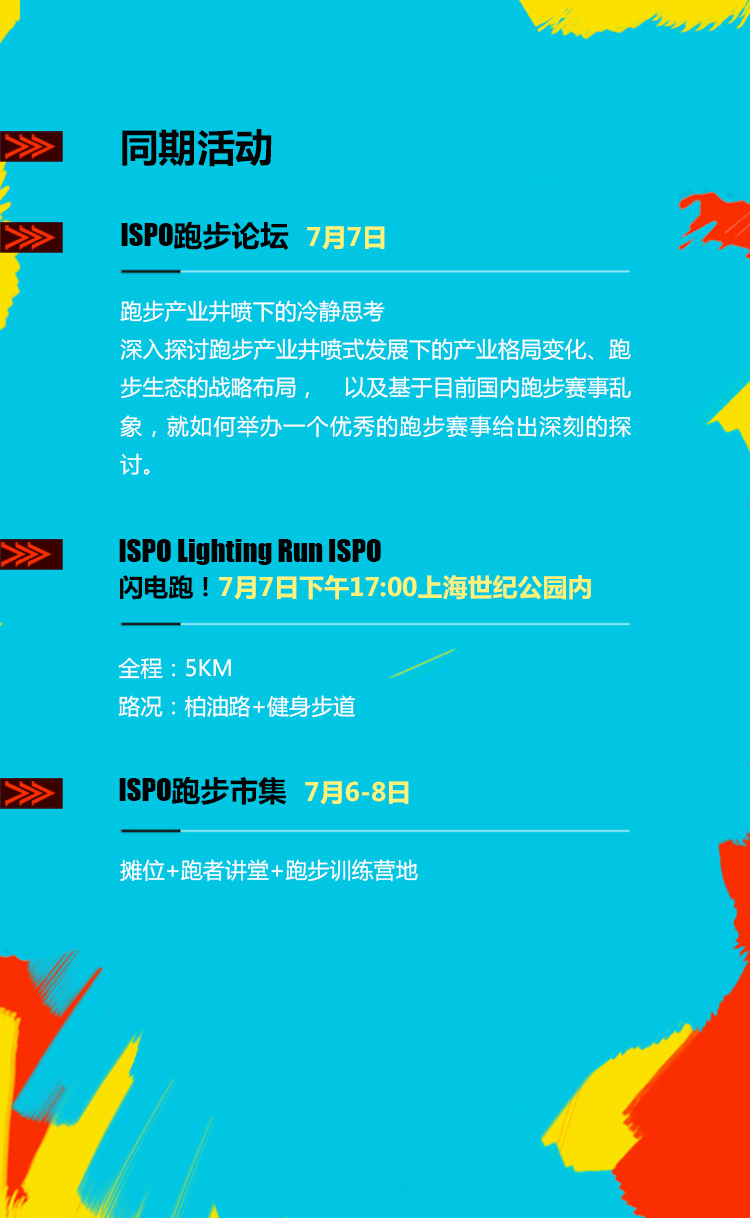 同期活动
ISPO跑步论坛 7月7日
跑步产业井喷下的冷静思考
深入探讨跑步产业井喷式发展下的产业格局变化、跑
步生态的战略布局， 以及基于目前国内跑步赛事乱
象，就如何举办一个优秀的跑步赛事给出深刻的探
讨。
ISPO Lighting Run ISPO
闪电跑！7月7日下午17:00上海世纪公园内
全程：5KM
路况：柏油路+健身步道
ISPO跑步市集 7月6-8日
摊位+跑者讲堂+跑步训练营地